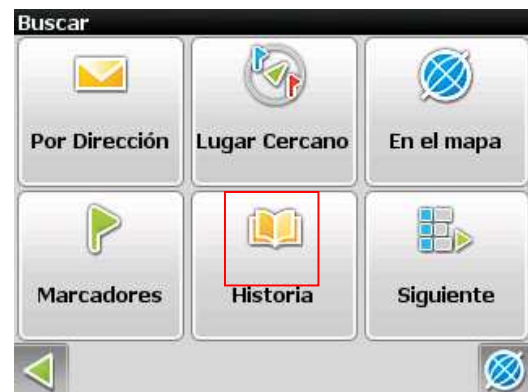 Buscar
Por Dirección
Lugar Cercano
En el mapa
Marcadores
Historia
Siguiente